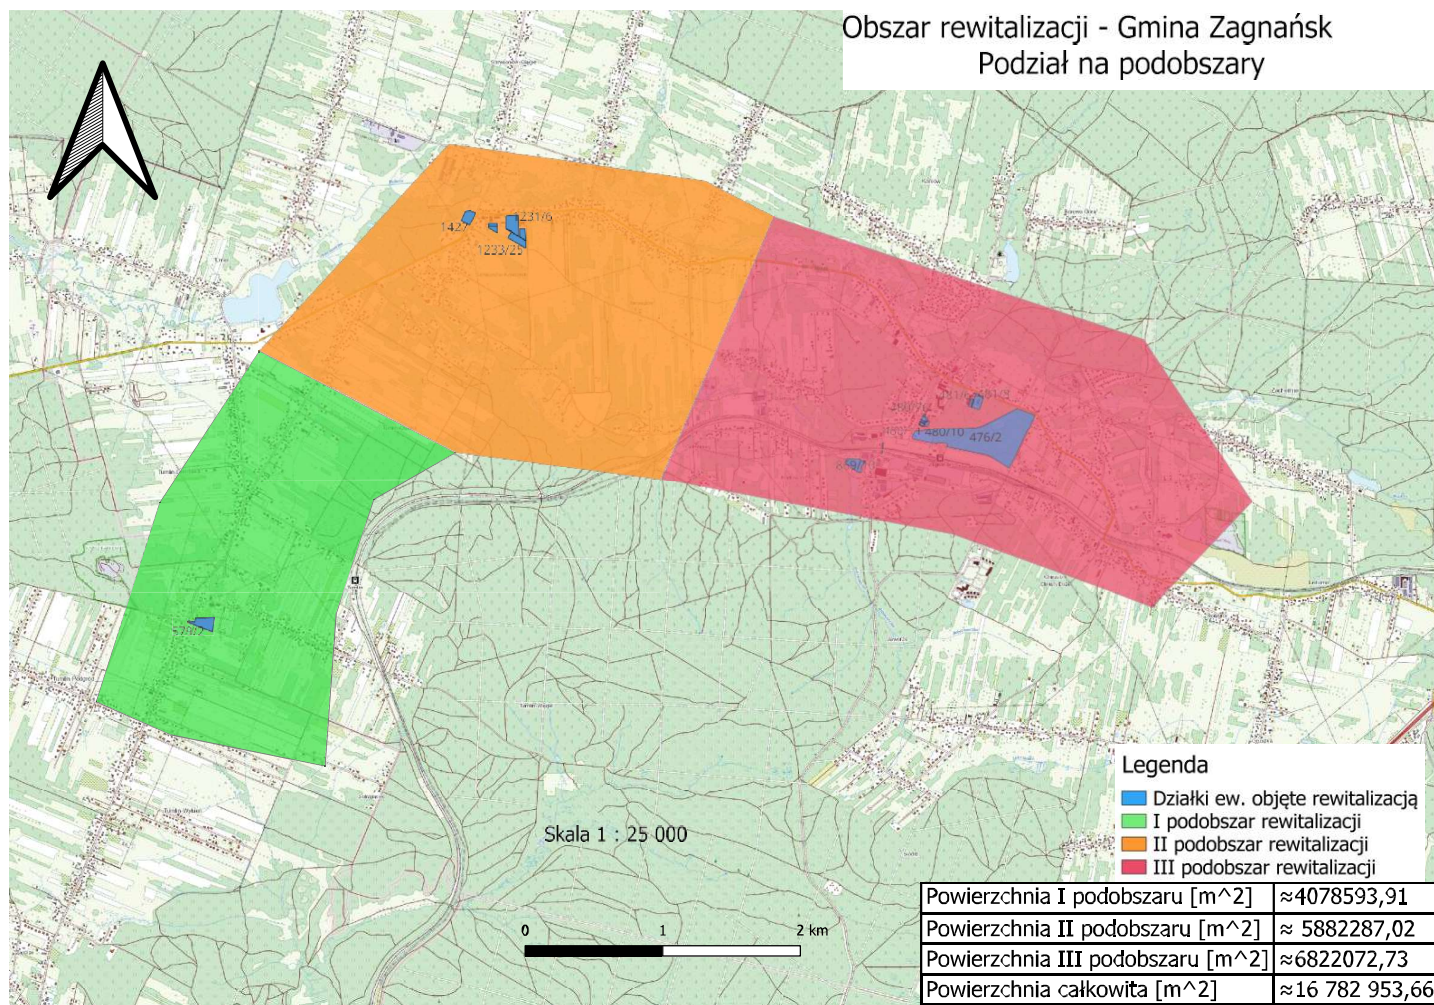 Obszar rewitalizacji - Gmina Zagnańsk
Podział na podobszary
1231/6
1427
1233/25
476/2
480/10
Skala 1 : 25 000
0 1 2 km
Legenda
Działki ew. objęte rewitalizacją
I podobszar rewitalizacji
II podobszar rewitalizacji
III podobszar rewitalizacji
Powierzchnia I podobszaru [m^2] ≈4078593,91
Powierzchnia II podobszaru [m^2] ≈ 5882287,02
Powierzchnia III podobszaru [m^2] ≈6822072,73
Powierzchnia całkowita [m^2] ≈16 782 953,66